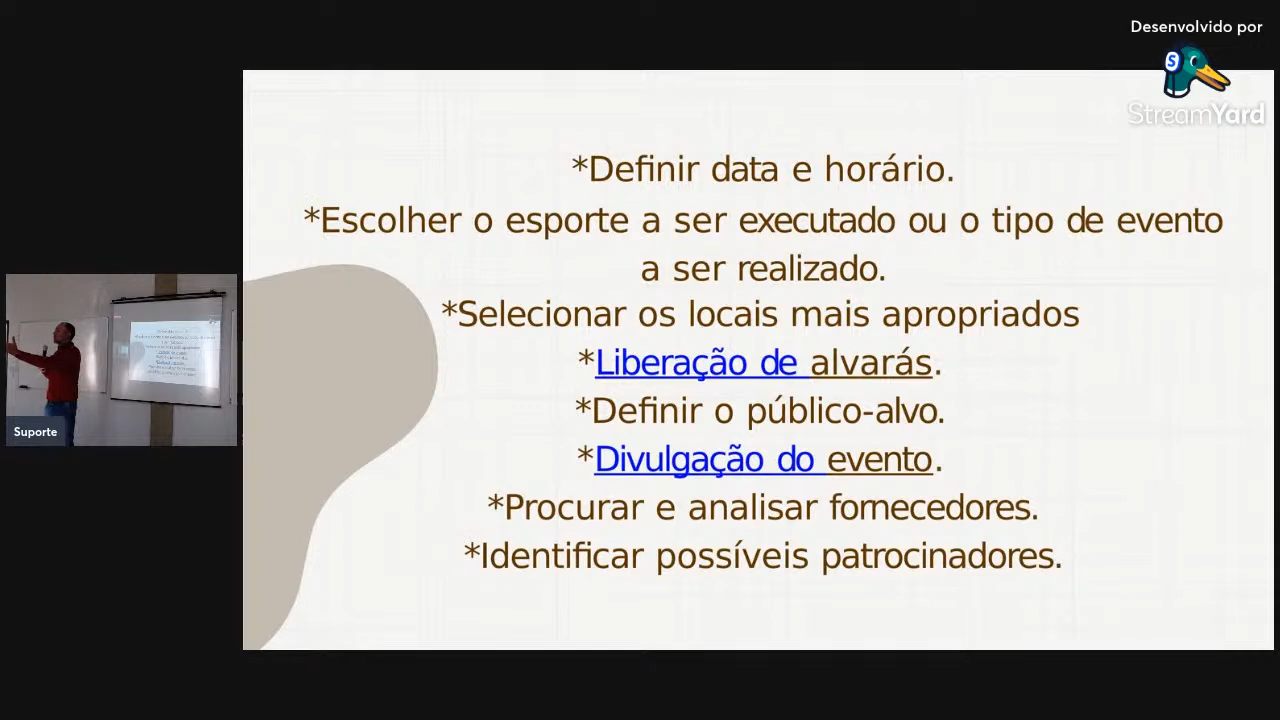 Desenvolvido por
StreamYard
*Definir data e horário.
*Escolher o esporte a ser executado ou o tipo de evento
a ser realizado.
*Selecionar os locais mais apropriados
*Liberação de alvarás.
*Definir o público-alvo.
*Divulgação do evento.
*Procurar e analisar fornecedores.
*Identificar possíveis patrocinadores.
Suporte